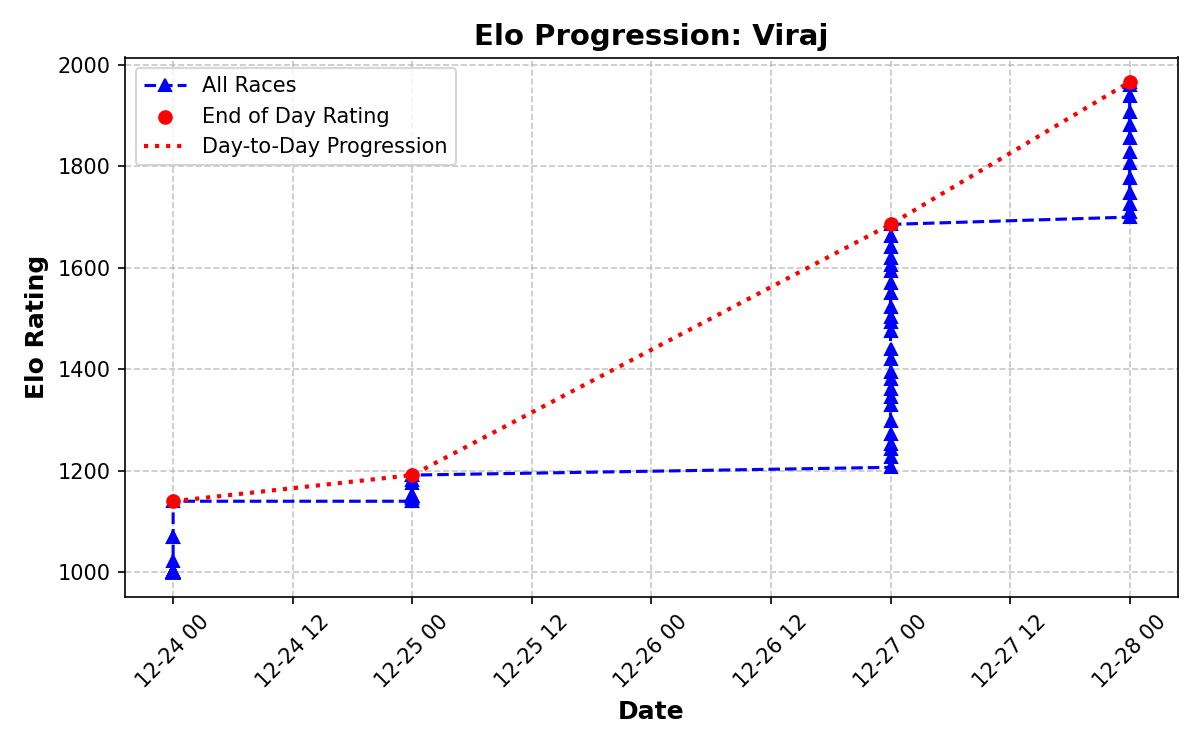 Elo Progression: Viraj
All Races
End of Day Rating
Day-to-Day Progression
Elo Rating
2000
1800
1600
1400
1200
1000
12-24 00
12-24 12
12-25 00
12-25 12
12-26 00
12-26 12
12-27 00
12-27 12
12-28 00
Date